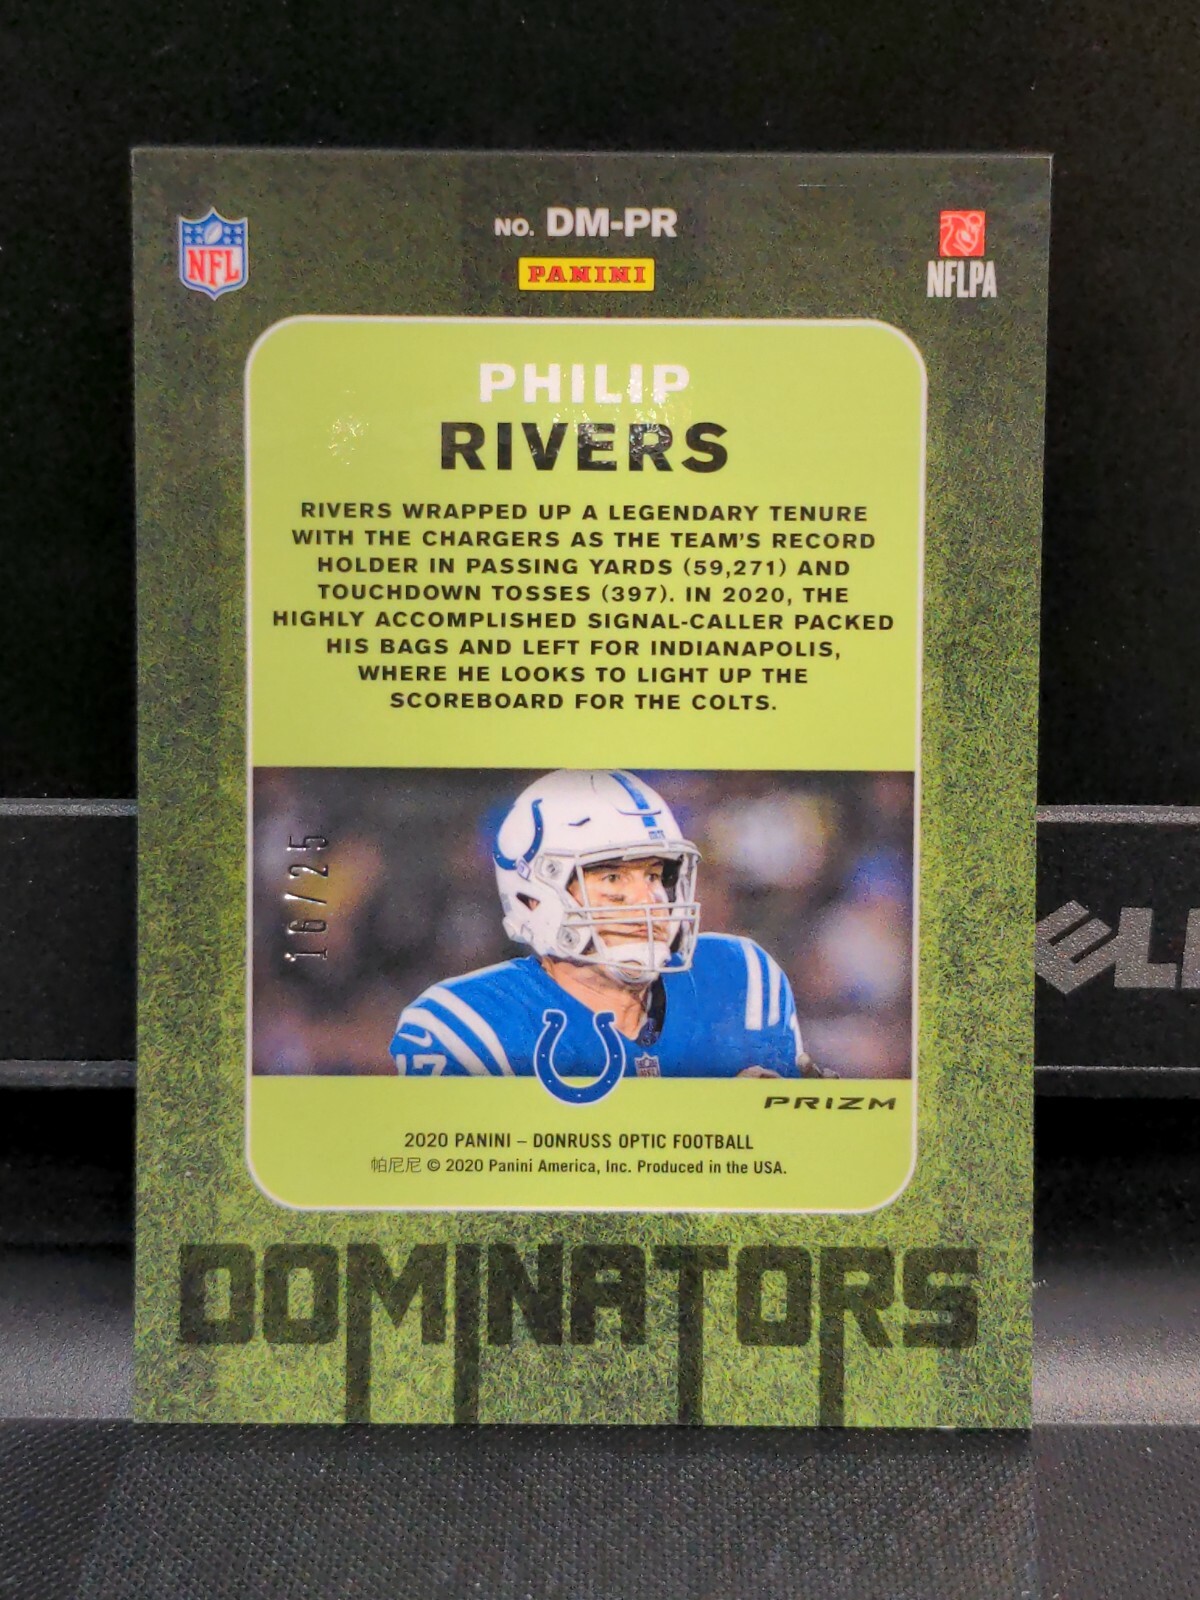 NO. DM-PR
NFL
PANINI
NFLPA
PHILIP
RIVERS
RIVERS WRAPPED UP A LEGENDARY TENURE
WITH THE CHARGERS AS THE TEAM'S RECORD
HOLDER IN PASSING YARDS (59,271) AND
TOUCHDOWN TOSSES (397). IN 2020, THE
HIGHLY ACCOMPLISHED SIGNAL-CALLER PACKED
HIS BAGS AND LEFT FOR INDIANAPOLIS,
WHERE HE LOOKS TO LIGHT UP THE
SCOREBOARD FOR THE COLTS.
16/25
17
PRIZM
2020 PANINI – DONRUSS OPTIC FOOTBALL
帕尼尼 © 2020 Panini America, Inc. Produced in the USA.
DOMINATORS